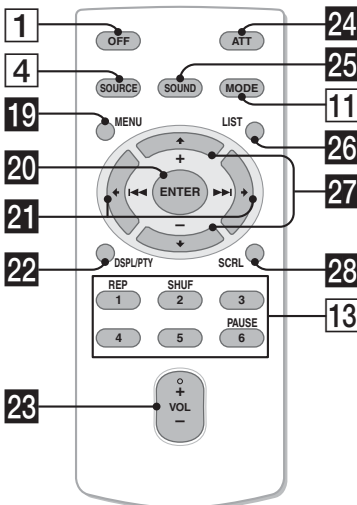 1 OFF ATT 24
4 SOURCE SOUND MODE 25
11
19 MENU LIST
26
20 + ENTER
21 27
−
22 DSPL/PTY SCRL 28
REP SHUF
1 2 3 13
PAUSE
4 5 6
23 + VOL −